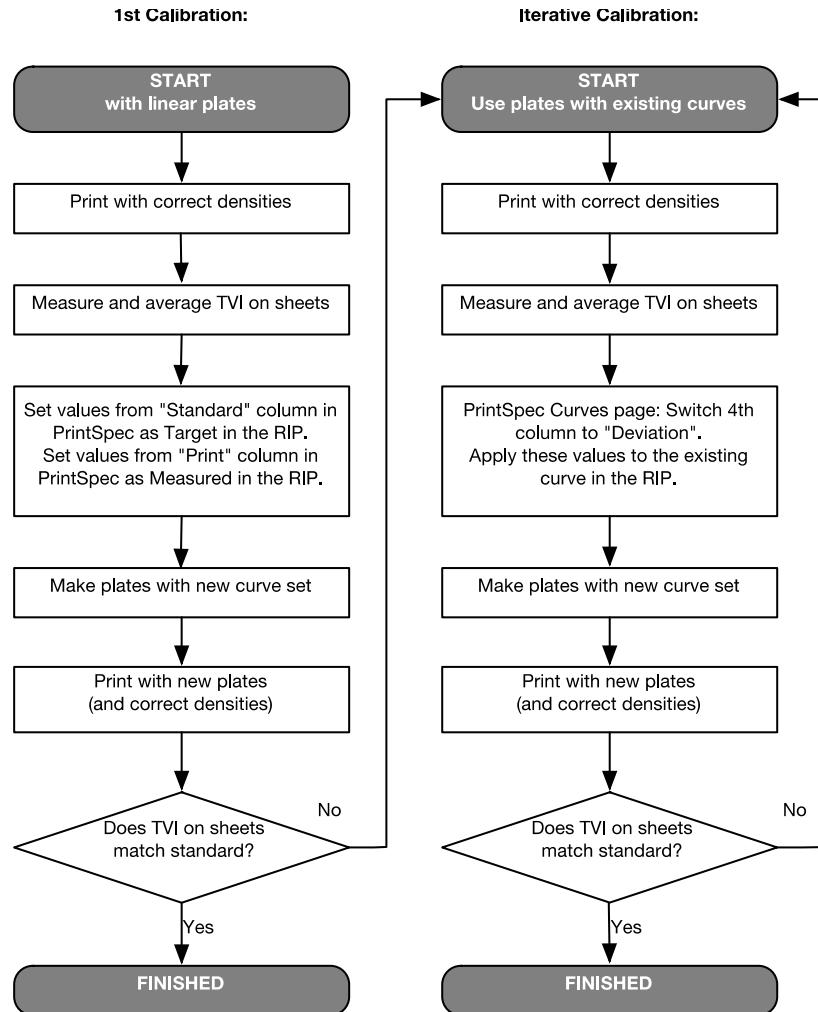 1st Calibration:
START
with linear plates
Print with correct densities
Measure and average TVI on sheets
Set values from "Standard" column in
PrintSpec as Target in the RIP.
Set values from "Print" column in
PrintSpec as Measured in the RIP.
Make plates with new curve set
Print with new plates
(and correct densities)
Does TVI on sheets
match standard?
No
Yes
FINISHED
Iterative Calibration:
START
Use plates with existing curves
Print with correct densities
Measure and average TVI on sheets
PrintSpec Curves page: Switch 4th
column to "Deviation".
Apply these values to the existing
curve in the RIP.
Make plates with new curve set
Print with new plates
(and correct densities)
Does TVI on sheets
match standard?
No
Yes
FINISHED